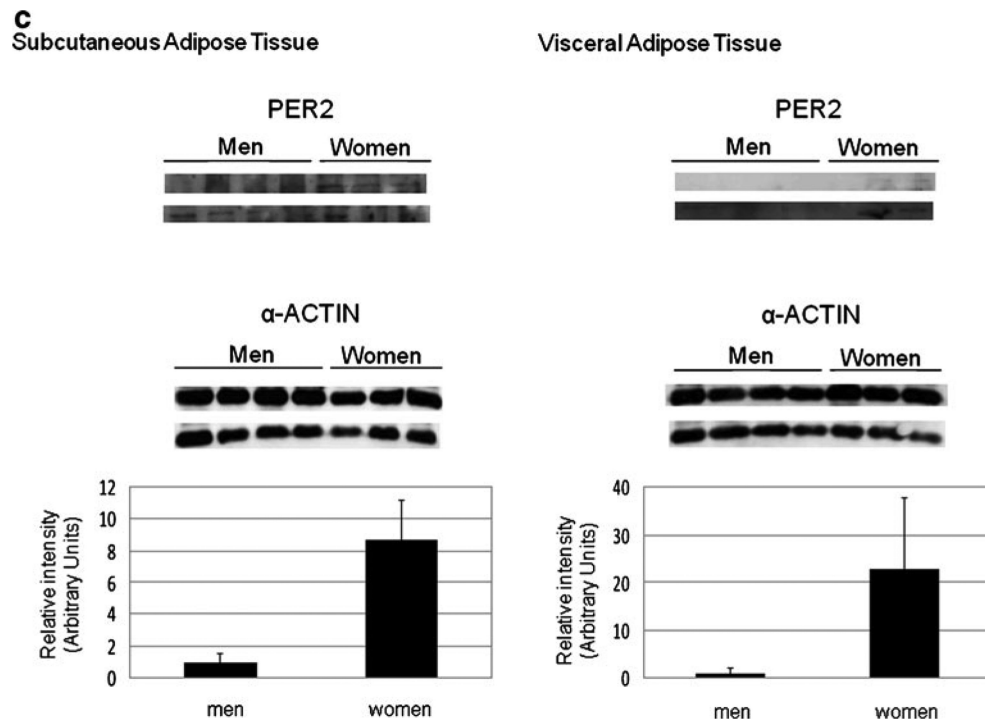 c
Subcutaneous Adipose Tissue
PER2
Men Women
α-ACTIN
Men Women
Relative intensity
(Arbitrary Units)
12
10
8
6
4
2
0
men women
Visceral Adipose Tissue
PER2
Men Women
α-ACTIN
Men Women
Relative intensity
(Arbitrary Units)
40
30
20
10
0
men women